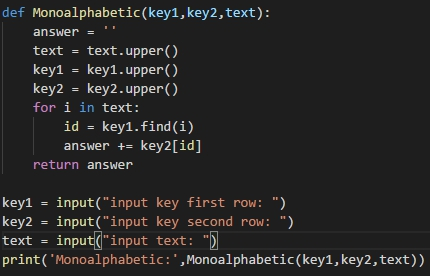 def Monoalphabetic(key1,key2,text):
    answer = ''
    text = text.upper()
    key1 = key1.upper()
    key2 = key2.upper()
    for i in text:
        id = key1.find(i)
        answer += key2[id]
    return answer

key1 = input("input key first row: ")
key2 = input("input key second row: ")
text = input("input text: ")
print('Monoalphabetic:',Monoalphabetic(key1,key2,text))